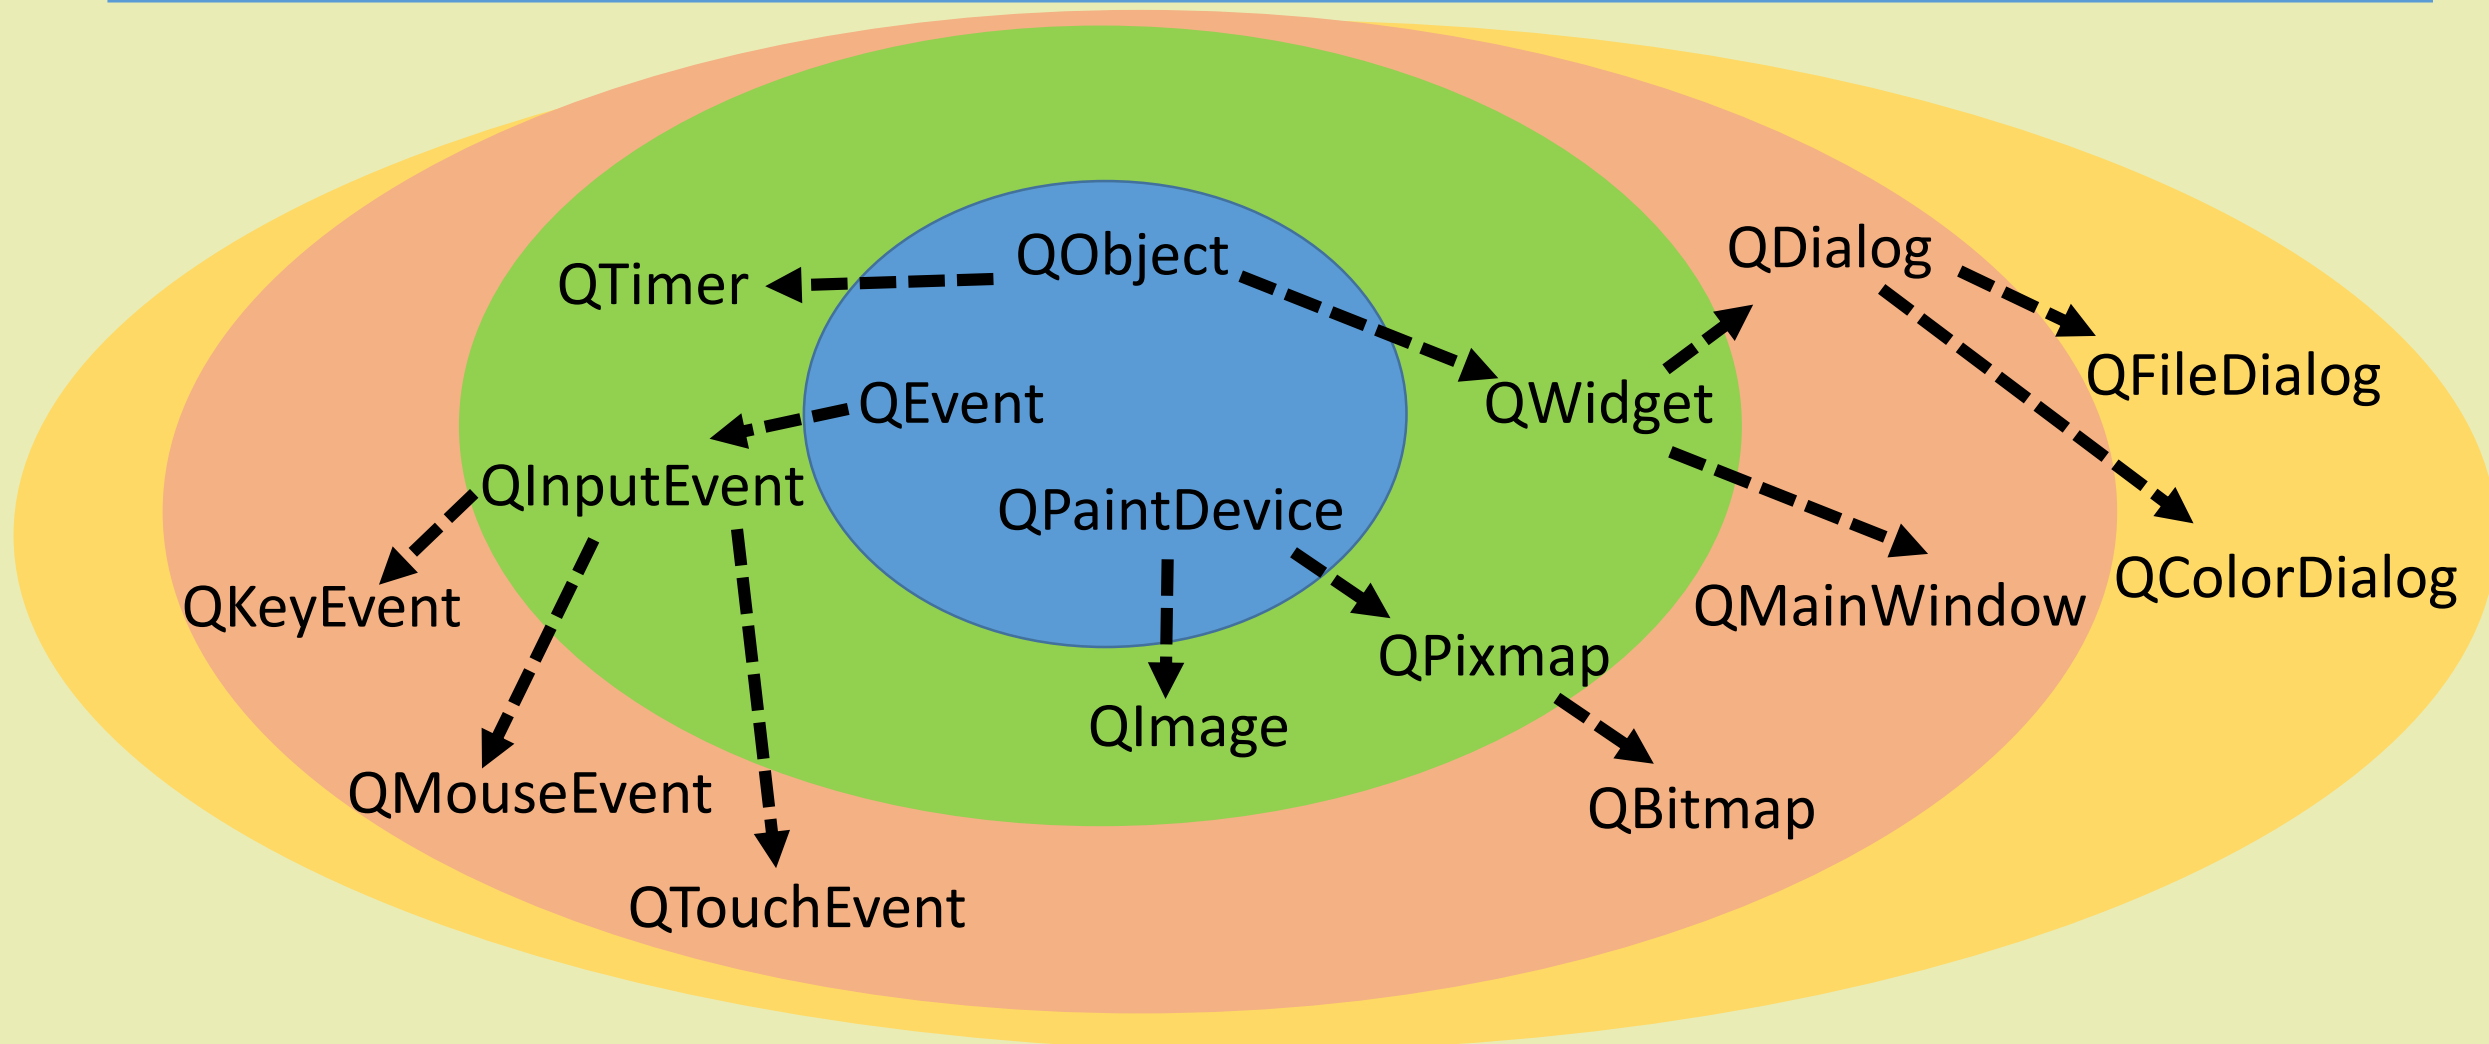 QObject
QDialog
QTimer
QFileDialog
QEvent
QWidget
QInputEvent
QPaintDevice
QColorDialog
QKeyEvent
QMainWindow
QPixmap
QImage
QMouseEvent
QBitmap
QTouchEvent